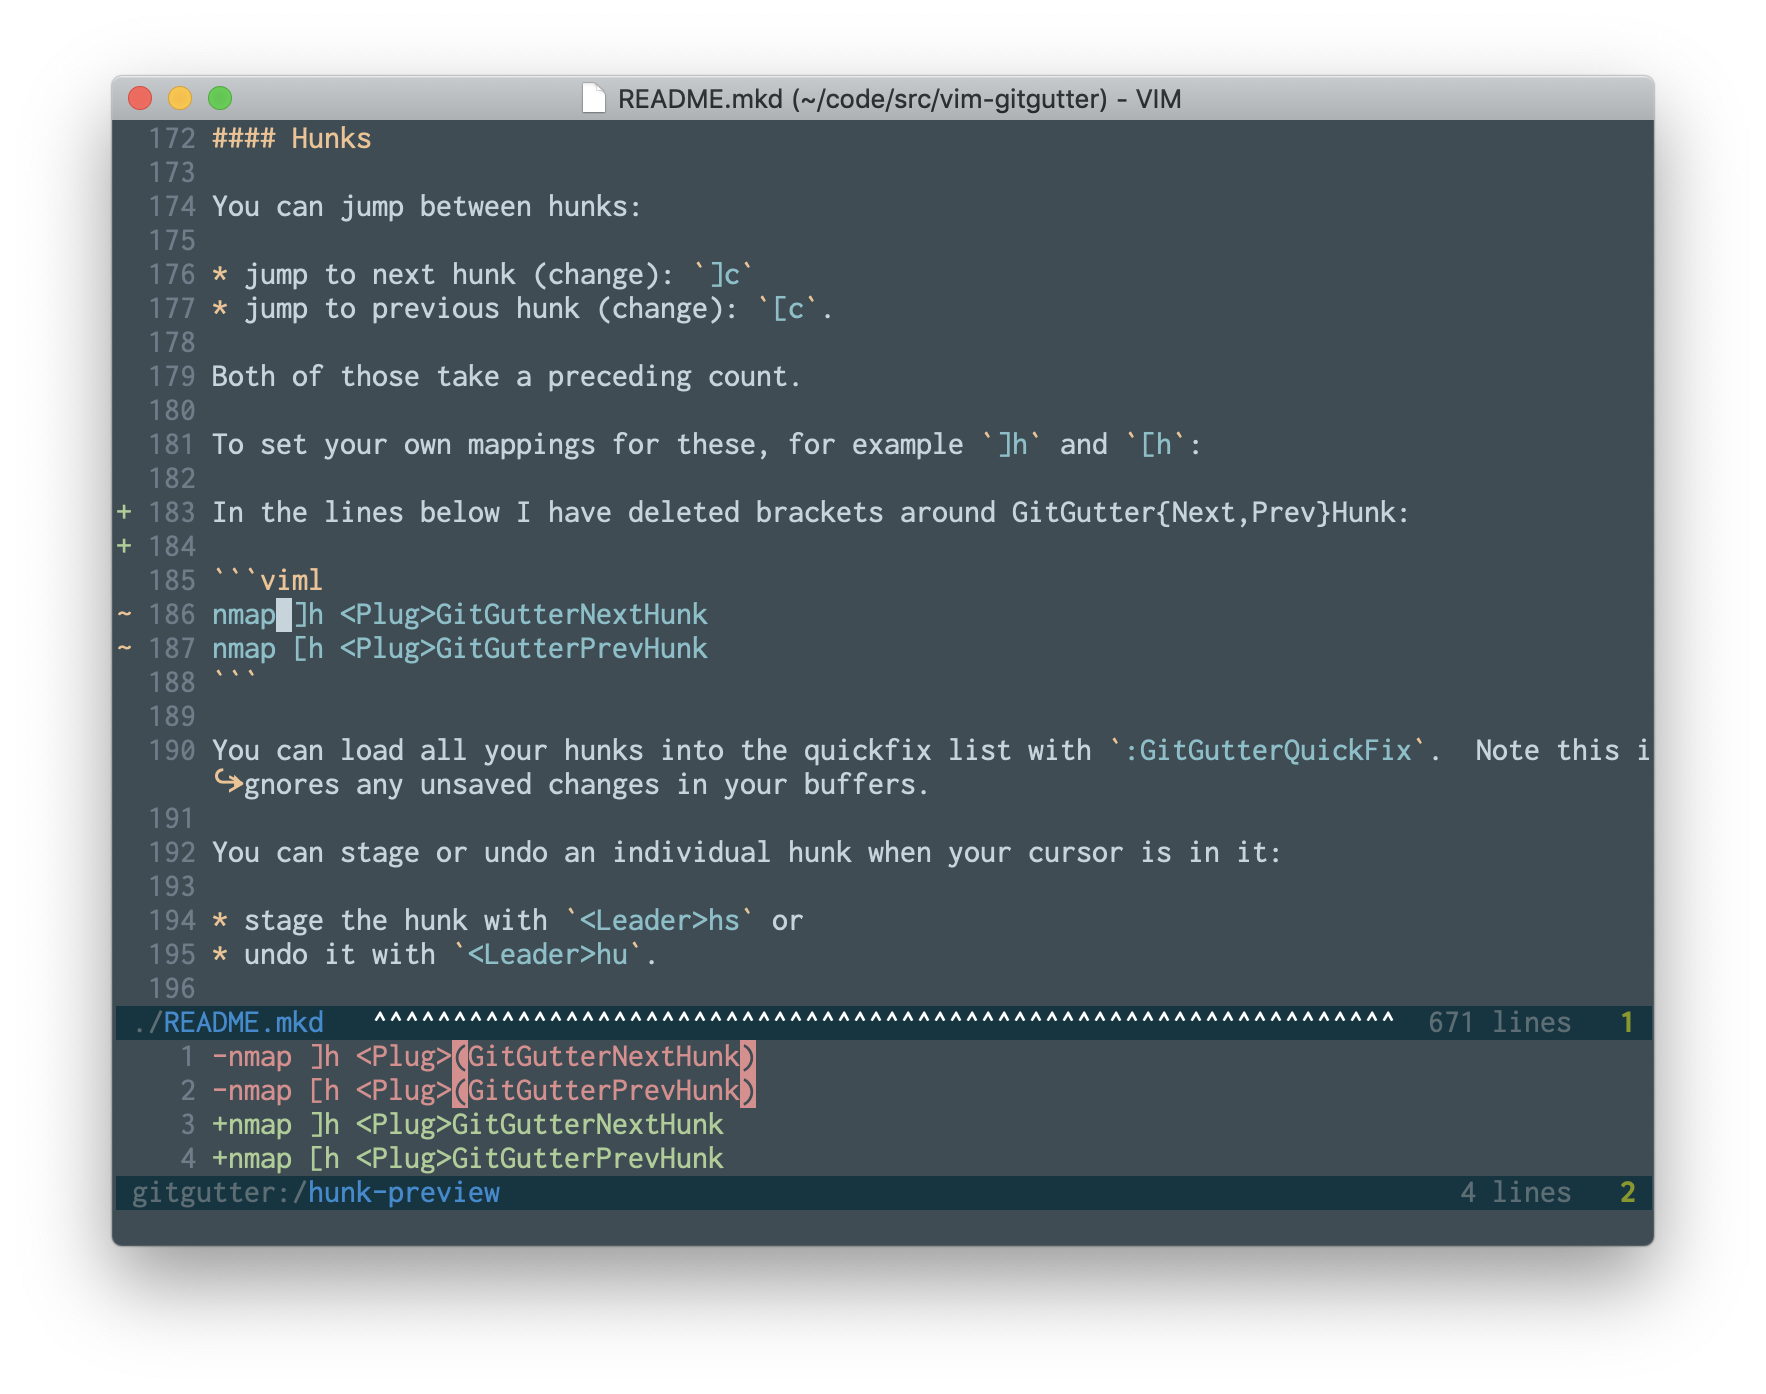 README.mkd (~/code/src/vim-gitgutter) - VIM
172 #### Hunks
173
174 You can jump between hunks:
175
176 * jump to next hunk (change): `]c`
177 * jump to previous hunk (change): `[c`.
178
179 Both of those take a preceding count.
180
181 To set your own mappings for these, for example `]h` and `[h`:
182
+ 183 In the lines below I have deleted brackets around GitGutter{Next,Prev}Hunk:
+ 184
185 ```viml
~ 186 nmap ]h <Plug>GitGutterNextHunk
~ 187 nmap [h <Plug>GitGutterPrevHunk
188 ```
189
190 You can load all your hunks into the quickfix list with `:GitGutterQuickFix`.  Note this i
↪gnores any unsaved changes in your buffers.
191
192 You can stage or undo an individual hunk when your cursor is in it:
193
194 * stage the hunk with `<Leader>hs` or
195 * undo it with `<Leader>hu`.
196
./README.mkd   ^^^^^^^^^^^^^^^^^^^^^^^^^^^^^^^^^^^^^^^^^^^^^^^^^^^^^^^^^^^^^^^^  671 lines   1
1 -nmap ]h <Plug>(GitGutterNextHunk)
2 -nmap [h <Plug>(GitGutterPrevHunk)
3 +nmap ]h <Plug>GitGutterNextHunk
4 +nmap [h <Plug>GitGutterPrevHunk
gitgutter:/hunk-preview   4 lines   2